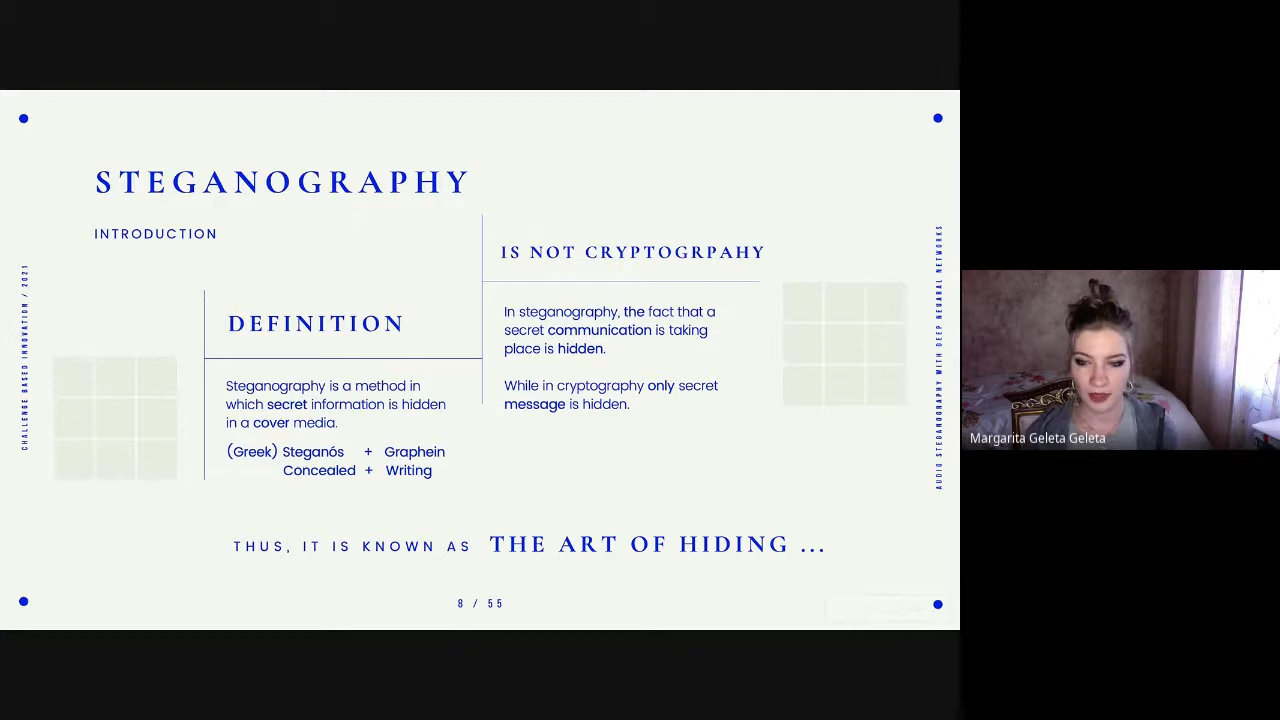 STEGANOGRAPHY
INTRODUCTION
DEFINITION
Steganography is a method in
which secret information is hidden
in a cover media.
(Greek) Steganós + Graphein
Concealed + Writing
IS NOT CRYPTOGRPAHY
In steganography, the fact that a
secret communication is taking
place is hidden.
While in cryptography only secret
message is hidden.
THUS, IT IS KNOWN AS THE ART OF HIDING ...
8 / 55
CHALLENGE BASED INNOVATION / 2021
AUDIO STEGANOGRAPHY WITH DEEP NEURAL NETWORKS
Margarita Geleta Geleta